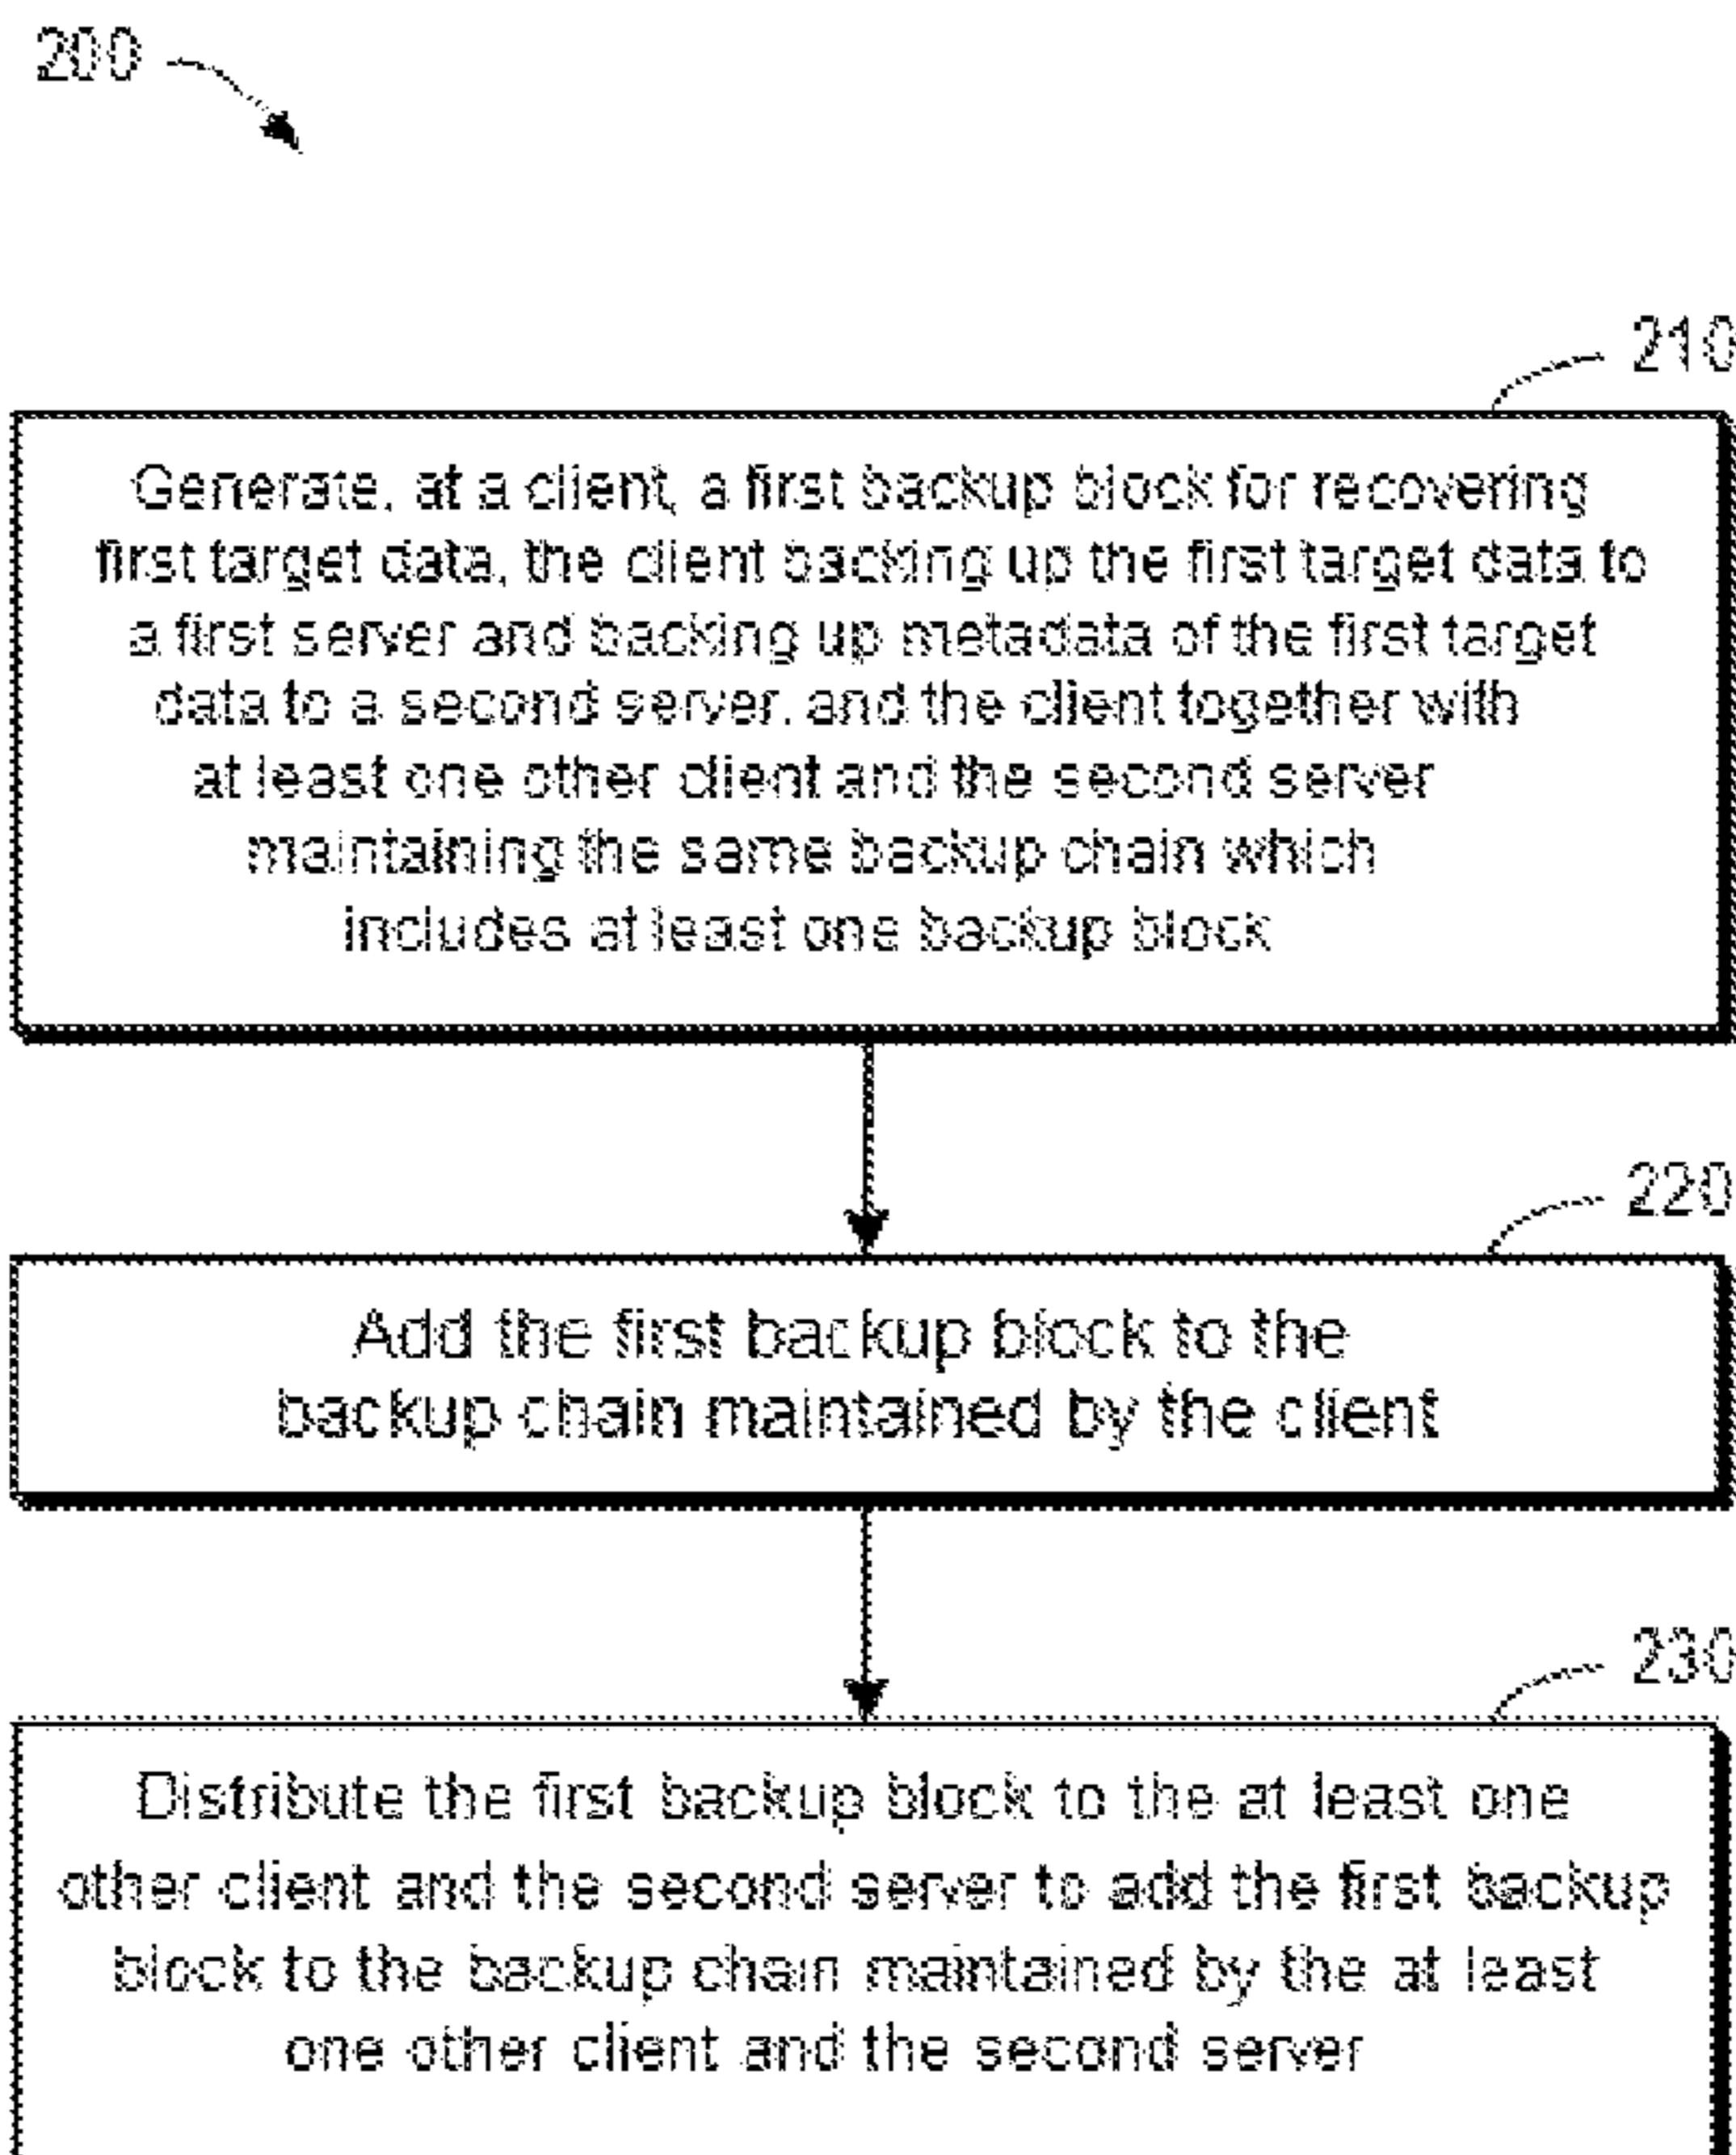 200
210
Generate, at a client, a first backup block for recovering
first target data, the client backing up the first target data to
a first server and backing up metadata of the first target
data to a second server, and the client together with
at least one other client and the second server
maintaining the same backup chain which
includes at least one backup block
220
Add the first backup block to the
backup chain maintained by the client
230
Distribute the first backup block to the at least one
other client and the second server to add the first backup
block to the backup chain maintained by the at least
one other client and the second server